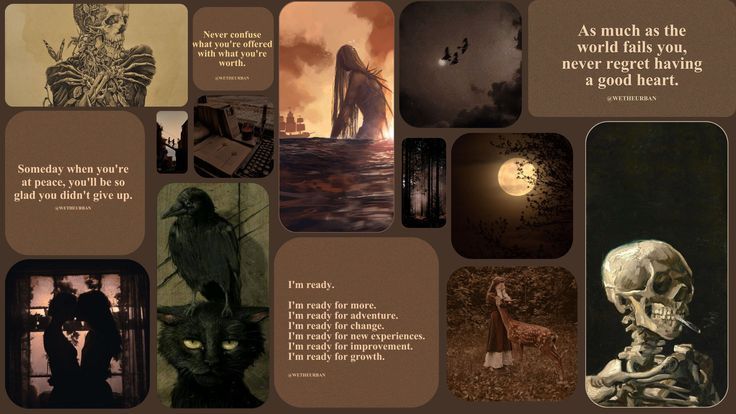 Never confuse
what you're offered
with what you're
worth.
@WETHEURBAN
As much as the
world fails you,
never regret having
a good heart.
@WETHEURBAN
Someday when you're
at peace, you'll be so
glad you didn't give up.
@WETHEURBAN
I'm ready.
I'm ready for more.
I'm ready for adventure.
I'm ready for change.
I'm ready for new experiences.
I'm ready for improvement.
I'm ready for growth.
@WETHEURBAN